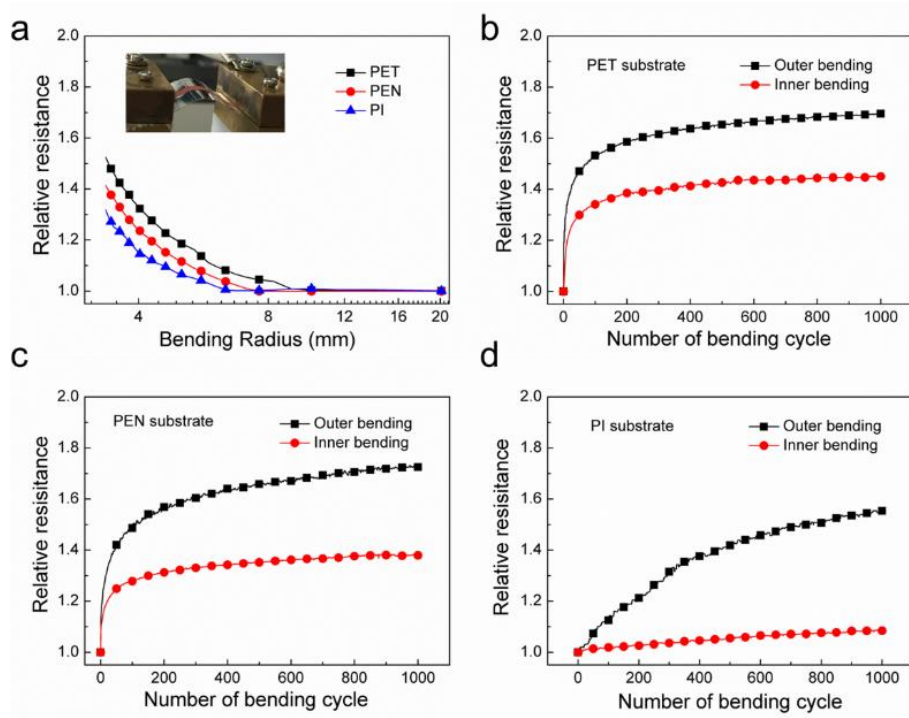 a
2.0
1.8
1.6
1.4
1.2
1.0
Relative resisitance
PET
PEN
PI
4
8
12
16
20
Bending Radius (mm)
b
2.0
1.8
1.6
1.4
1.2
1.0
Relative resisitance
PET substrate
Outer bending
Inner bending
0 200 400 600 800 1000
Number of bending cycle
c
2.0
1.8
1.6
1.4
1.2
1.0
Relative resisitance
PEN substrate
Outer bending
Inner bending
0 200 400 600 800 1000
Number of bending cycle
d
2.0
1.8
1.6
1.4
1.2
1.0
Relative resisitance
PI substrate
Outer bending
Inner bending
0 200 400 600 800 1000
Number of bending cycle